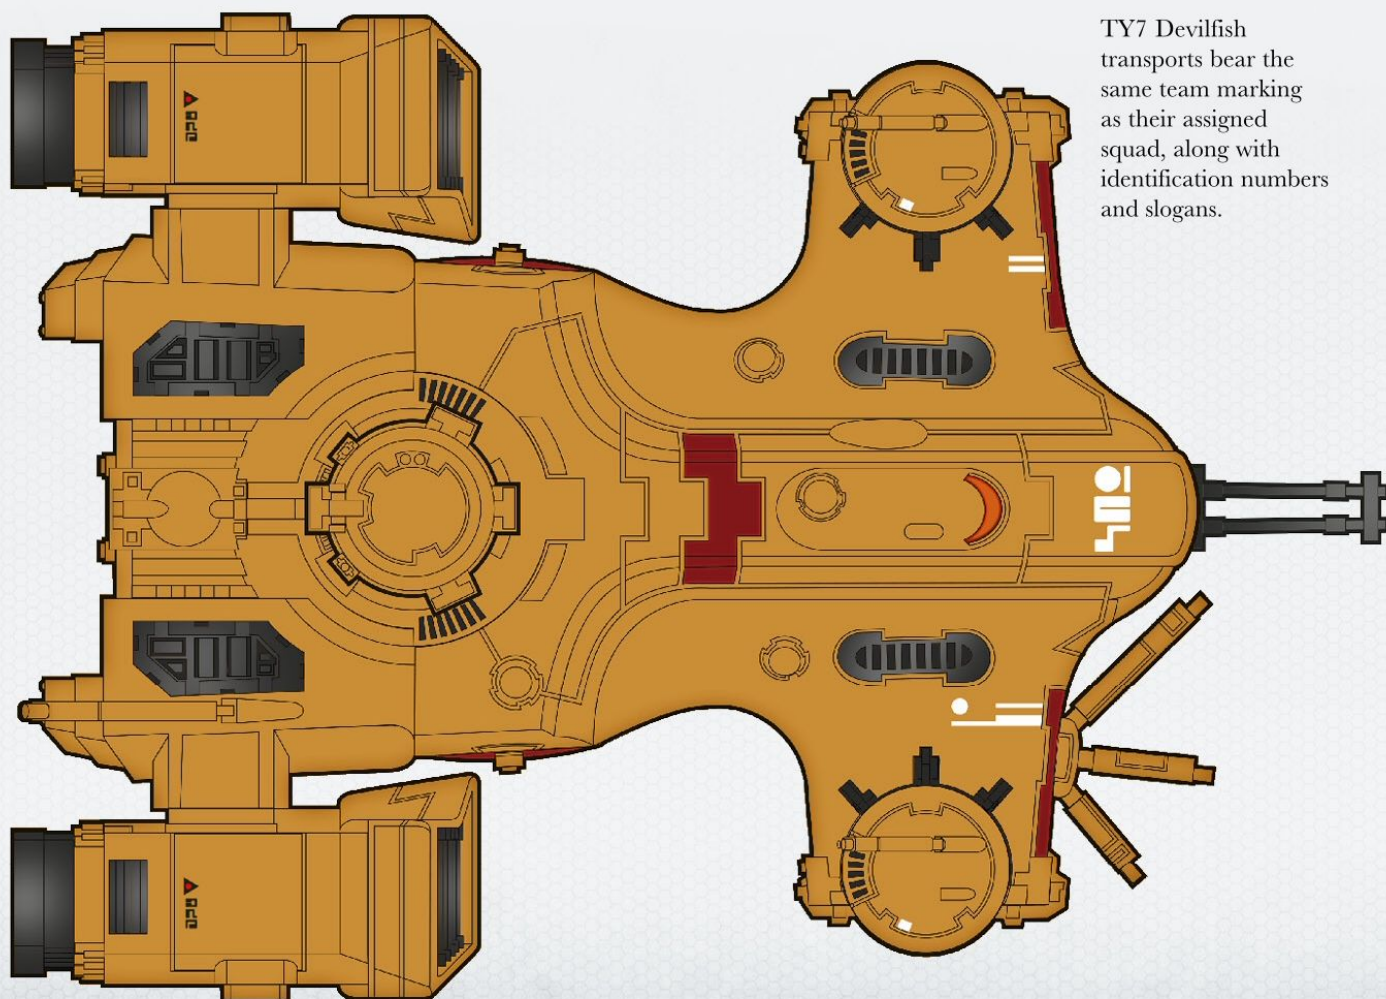 TY7 Devilfish
transports bear the
same team marking
as their assigned
squad, along with
identification numbers
and slogans.